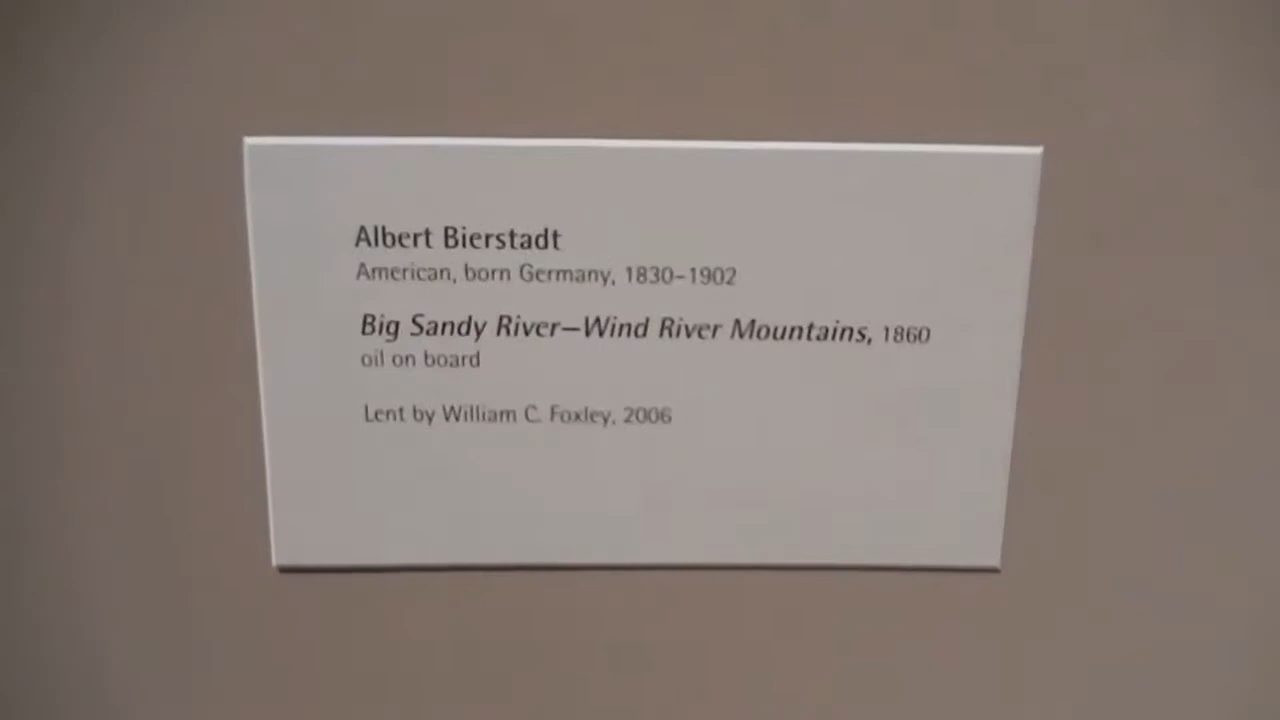 Albert Bierstadt
American, born Germany, 1830–1902
Big Sandy River—Wind River Mountains, 1860
oil on board
Lent by William C. Foxley, 2006